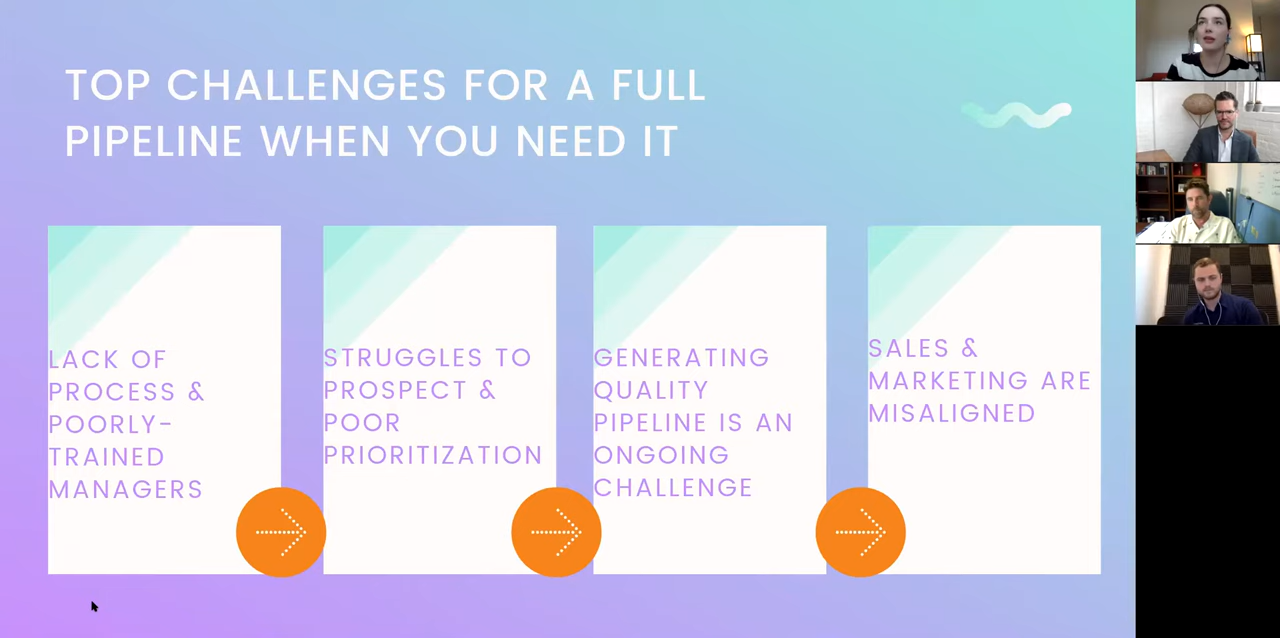 TOP CHALLENGES FOR A FULL
PIPELINE WHEN YOU NEED IT
LACK OF
PROCESS &
POORLY-
TRAINED
MANAGERS
STRUGGLES TO
PROSPECT &
POOR
PRIORITIZATION
GENERATING
QUALITY
PIPELINE IS AN
ONGOING
CHALLENGE
SALES &
MARKETING ARE
MISALIGNED